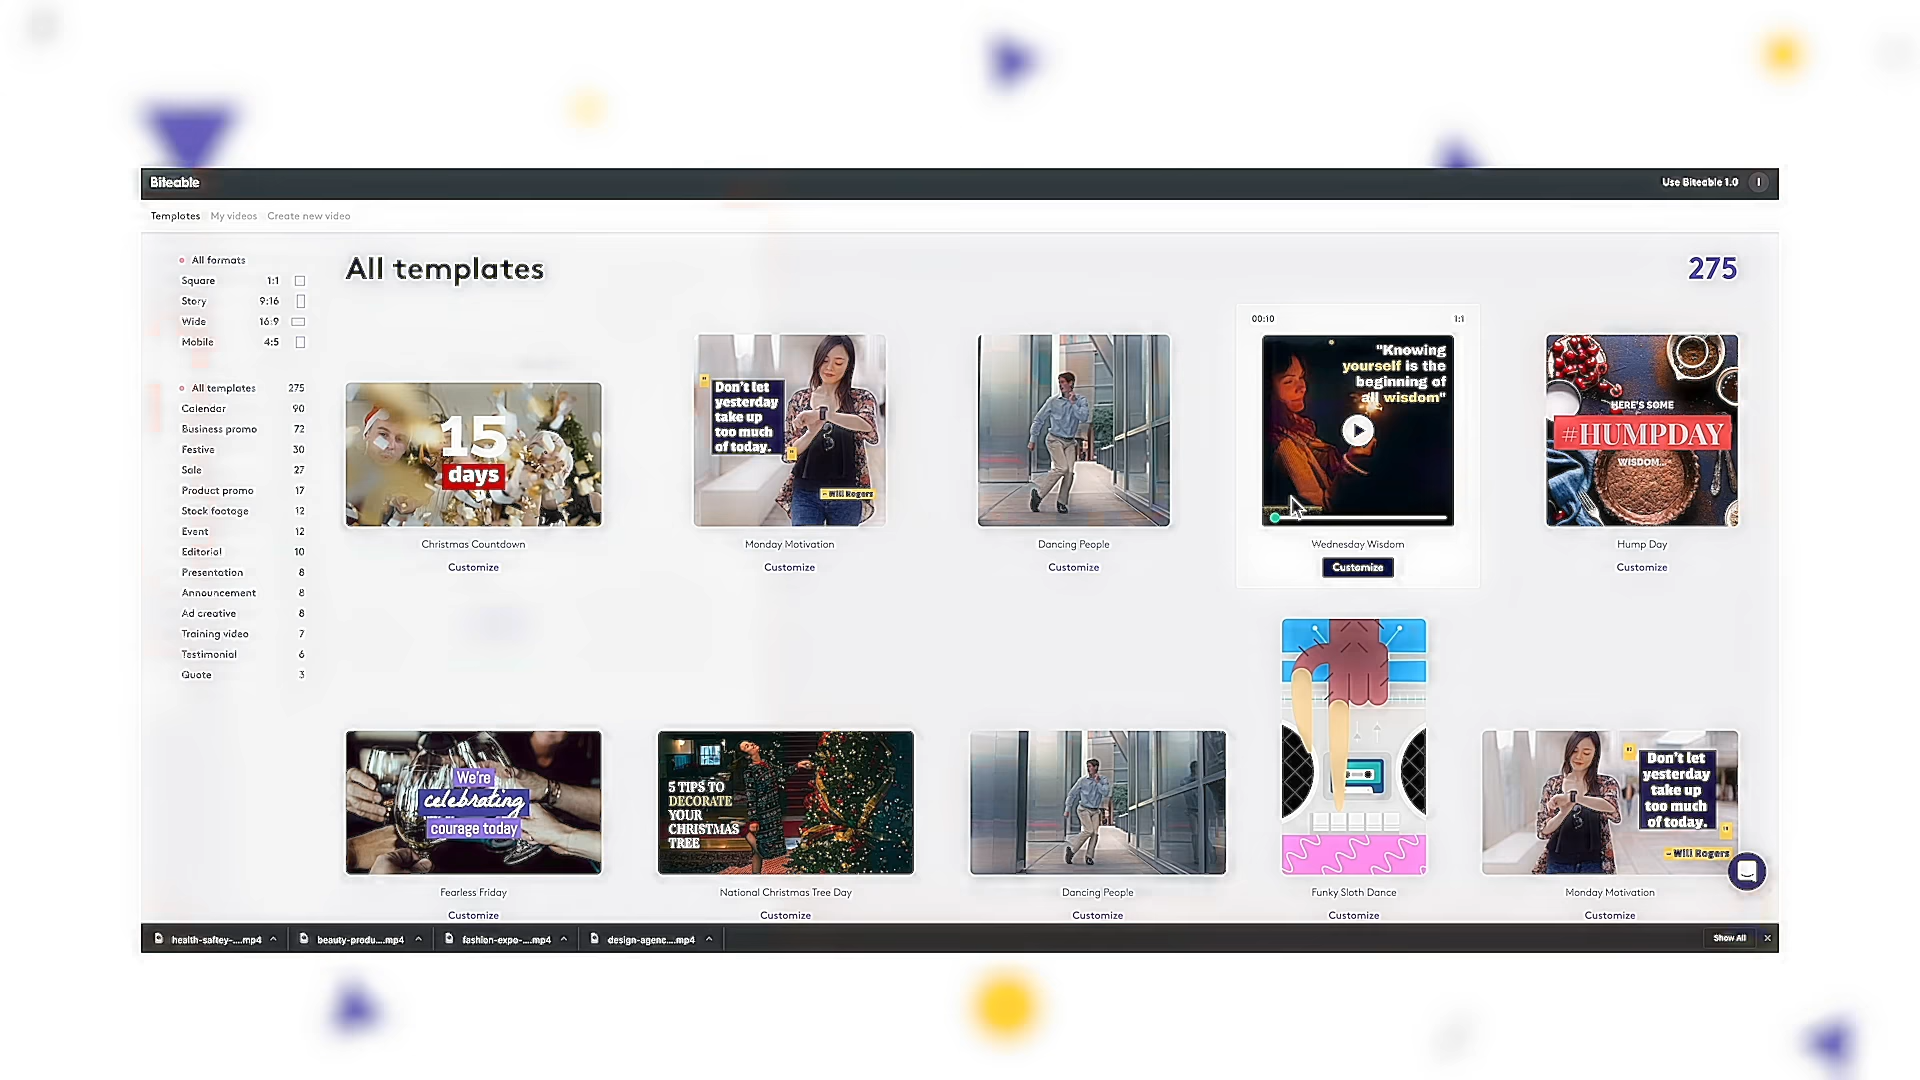 Biteable
Use Biteable 1.0
I
Templates My videos Create new video
All formats
Square 1:1
Story 9:16
Wide 16:9
Mobile 4:5
All templates 275
Calendar 90
Business promo 72
Festive 30
Sale 27
Product promo 17
Stock footage 12
Event 12
Editorial 10
Presentation 8
Announcement 8
Ad creative 8
Training video 7
Testimonial 6
Quote 3
All templates
275
15
days
Christmas Countdown
Customize
Don't let
yesterday
take up
too much
of today.
- Will Rogers
Monday Motivation
Customize
Dancing People
Customize
00:10 1:1
"Knowing
yourself is the
beginning of
all wisdom"
Wednesday Wisdom
Customize
HERE'S SOME
#HUMPDAY
WISDOM...
Hump Day
Customize
We're
celebrating
courage today
Fearless Friday
Customize
5 TIPS TO
DECORATE
YOUR
CHRISTMAS
TREE
National Christmas Tree Day
Customize
Dancing People
Customize
Funky Sloth Dance
Customize
Don't let
yesterday
take up
too much
of today.
- Will Rogers
Monday Motivation
Customize
health-saftey-....mp4
beauty-produ....mp4
fashion-expo-....mp4
design-agenc....mp4
Show All